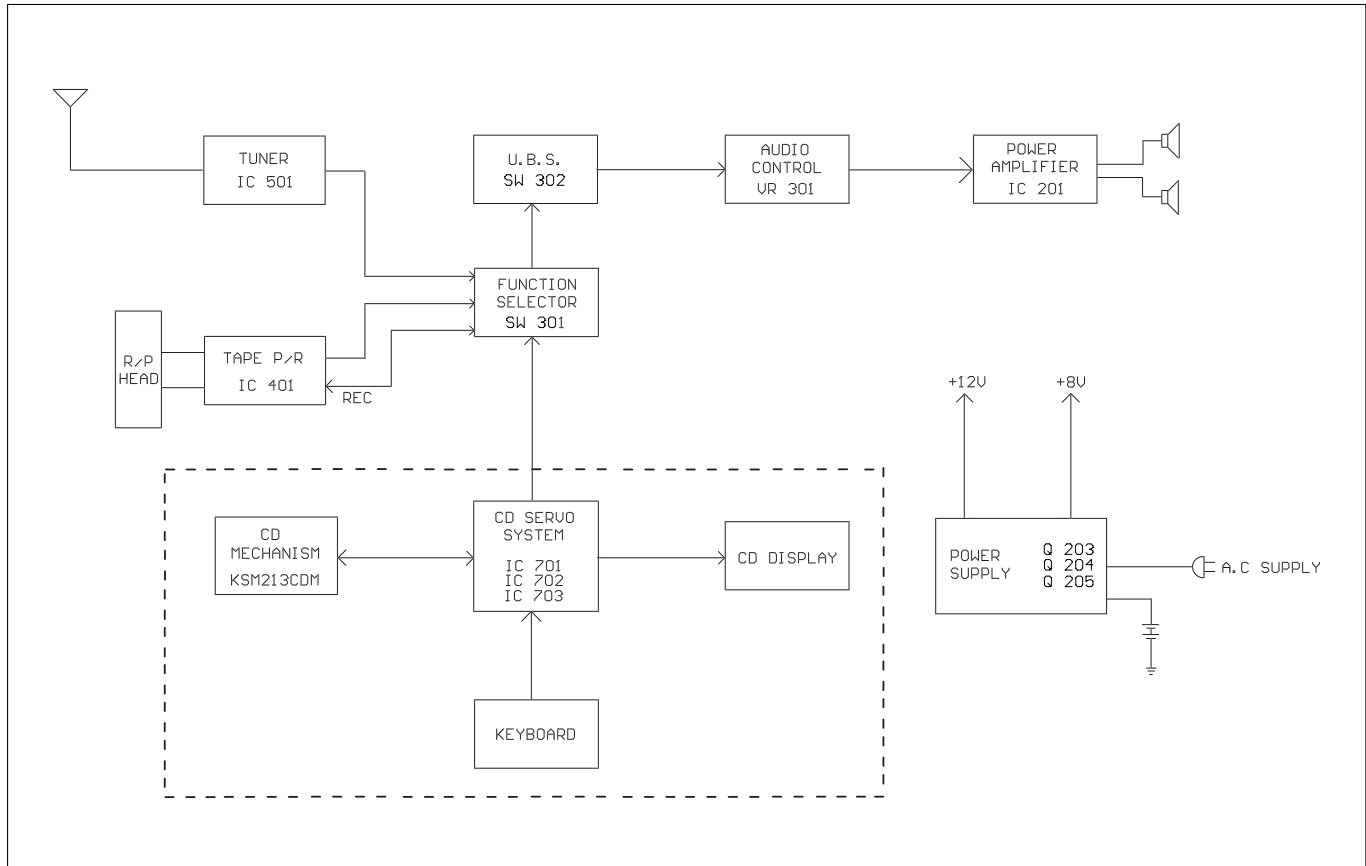 TUNER
IC 501
U.B.S.
SW 302
AUDIO
CONTROL
VR 301
POWER
AMPLIFIER
IC 201
FUNCTION
SELECTOR
SW 301
R/P
HEAD
TAPE P/R
IC 401
REC
+12V
+8V
CD
MECHANISM
KSM213CDM
CD SERVO
SYSTEM
IC 701
IC 702
IC 703
CD DISPLAY
KEYBOARD
POWER
SUPPLY
Q 203
Q 204
Q 205
A.C SUPPLY